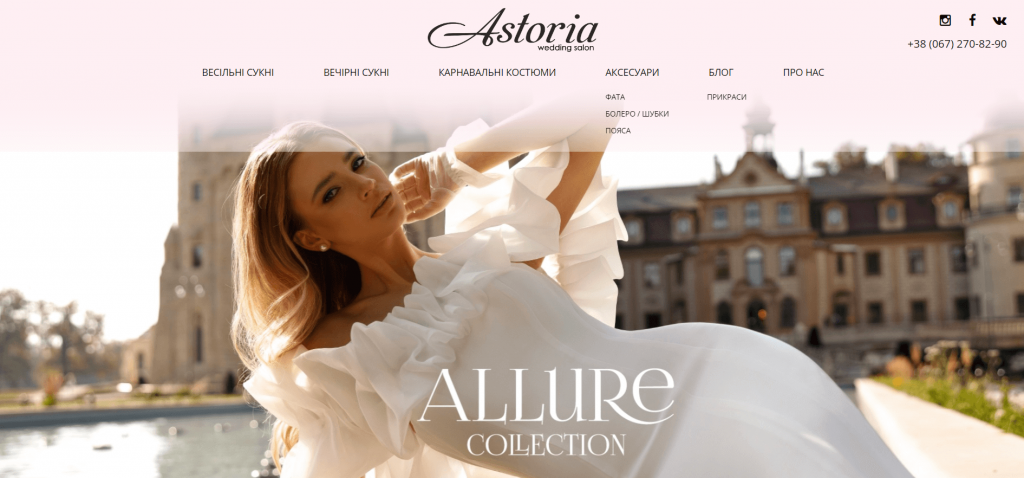 Astoria
wedding salon
+38 (067) 270-82-90
ВЕСІЛЬНІ СУКНІ ВЕЧІРНІ СУКНІ КАРНАВАЛЬНІ КОСТЮМИ АКСЕСУАРИ БЛОГ ПРО НАС
ФАТА ПРИКРАСИ
БОЛЕРО / ШУБКИ
ПОЯСА
ALLURE
COLLECTION